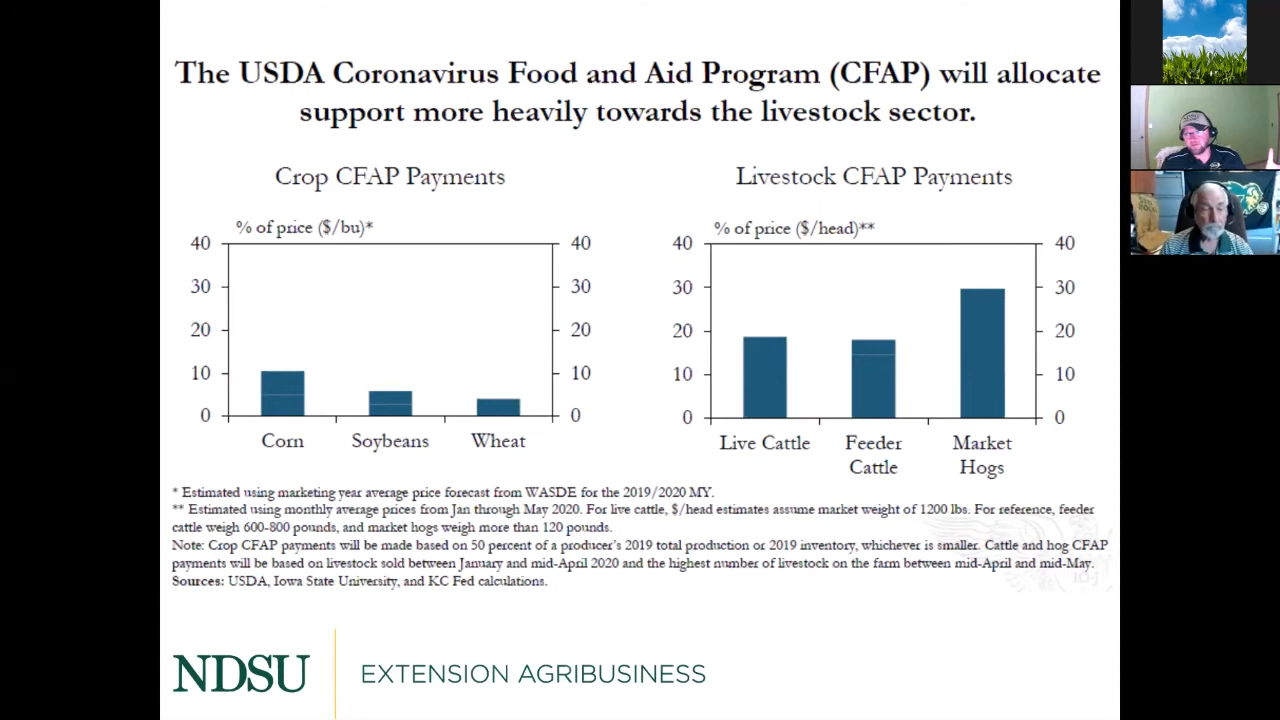 The USDA Coronavirus Food and Aid Program (CFAP) will allocate
support more heavily towards the livestock sector.
Crop CFAP Payments
% of price ($/bu)*
40
40
30
30
20
20
10
10
0
0
Corn
Soybeans
Wheat
Livestock CFAP Payments
% of price ($/head)**
40
40
30
30
20
20
10
10
0
0
Live Cattle
Feeder
Cattle
Market
Hogs
* Estimated using marketing year average price forecast from WASDE for the 2019/2020 MY.
** Estimated using monthly average prices from Jan through May 2020. For live cattle, $/head estimates assume market weight of 1200 lbs. For reference, feeder
cattle weigh 600-800 pounds, and market hogs weigh more than 120 pounds.
Note: Crop CFAP payments will be made based on 50 percent of a producer's 2019 total production or 2019 inventory, whichever is smaller. Cattle and hog CFAP
payments will be based on livestock sold between January and mid-April 2020 and the highest number of livestock on the farm between mid-April and mid-May.
Sources: USDA, Iowa State University, and KC Fed calculations.
NDSU
EXTENSION AGRIBUSINESS